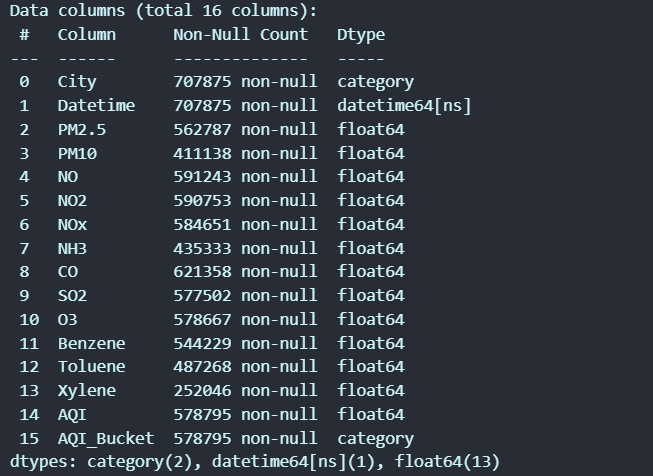 Data columns (total 16 columns):
 #   Column      Non-Null Count   Dtype
---  ------      --------------   -----
 0   City        707875 non-null  category
 1   Datetime    707875 non-null  datetime64[ns]
 2   PM2.5       562787 non-null  float64
 3   PM10        411138 non-null  float64
 4   NO          591243 non-null  float64
 5   NO2         590753 non-null  float64
 6   NOx         584651 non-null  float64
 7   NH3         435333 non-null  float64
 8   CO          621358 non-null  float64
 9   SO2         577502 non-null  float64
 10  O3          578667 non-null  float64
 11  Benzene     544229 non-null  float64
 12  Toluene     487268 non-null  float64
 13  Xylene      252046 non-null  float64
 14  AQI         578795 non-null  float64
 15  AQI_Bucket  578795 non-null  category
dtypes: category(2), datetime64[ns](1), float64(13)